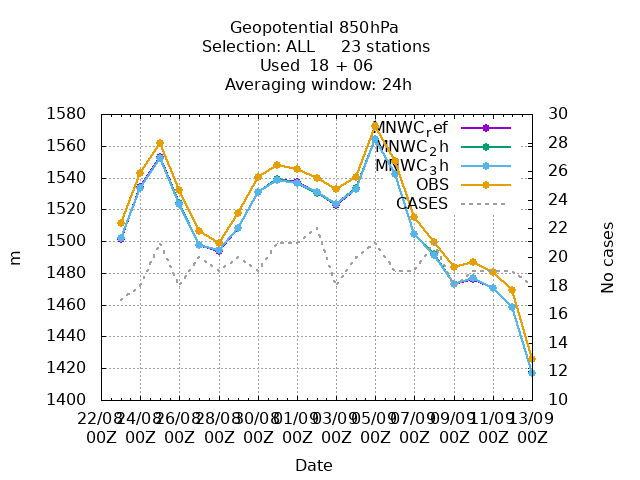 Geopotential 850hPa
Selection: ALL     23 stations
Used  18 + 06
Averaging window: 24h
1580
1560
1540
1520
1500
1480
1460
1440
1420
1400
m
30
28
26
24
22
20
18
16
14
12
10
No cases
MNWC_ref
MNWC_2h
MNWC_3h
OBS
CASES
22/08 24/08 26/08 28/08 30/08 01/09 03/09 05/09 07/09 09/09 11/09 13/09
00Z 00Z 00Z 00Z 00Z 00Z 00Z 00Z 00Z 00Z 00Z 00Z
Date